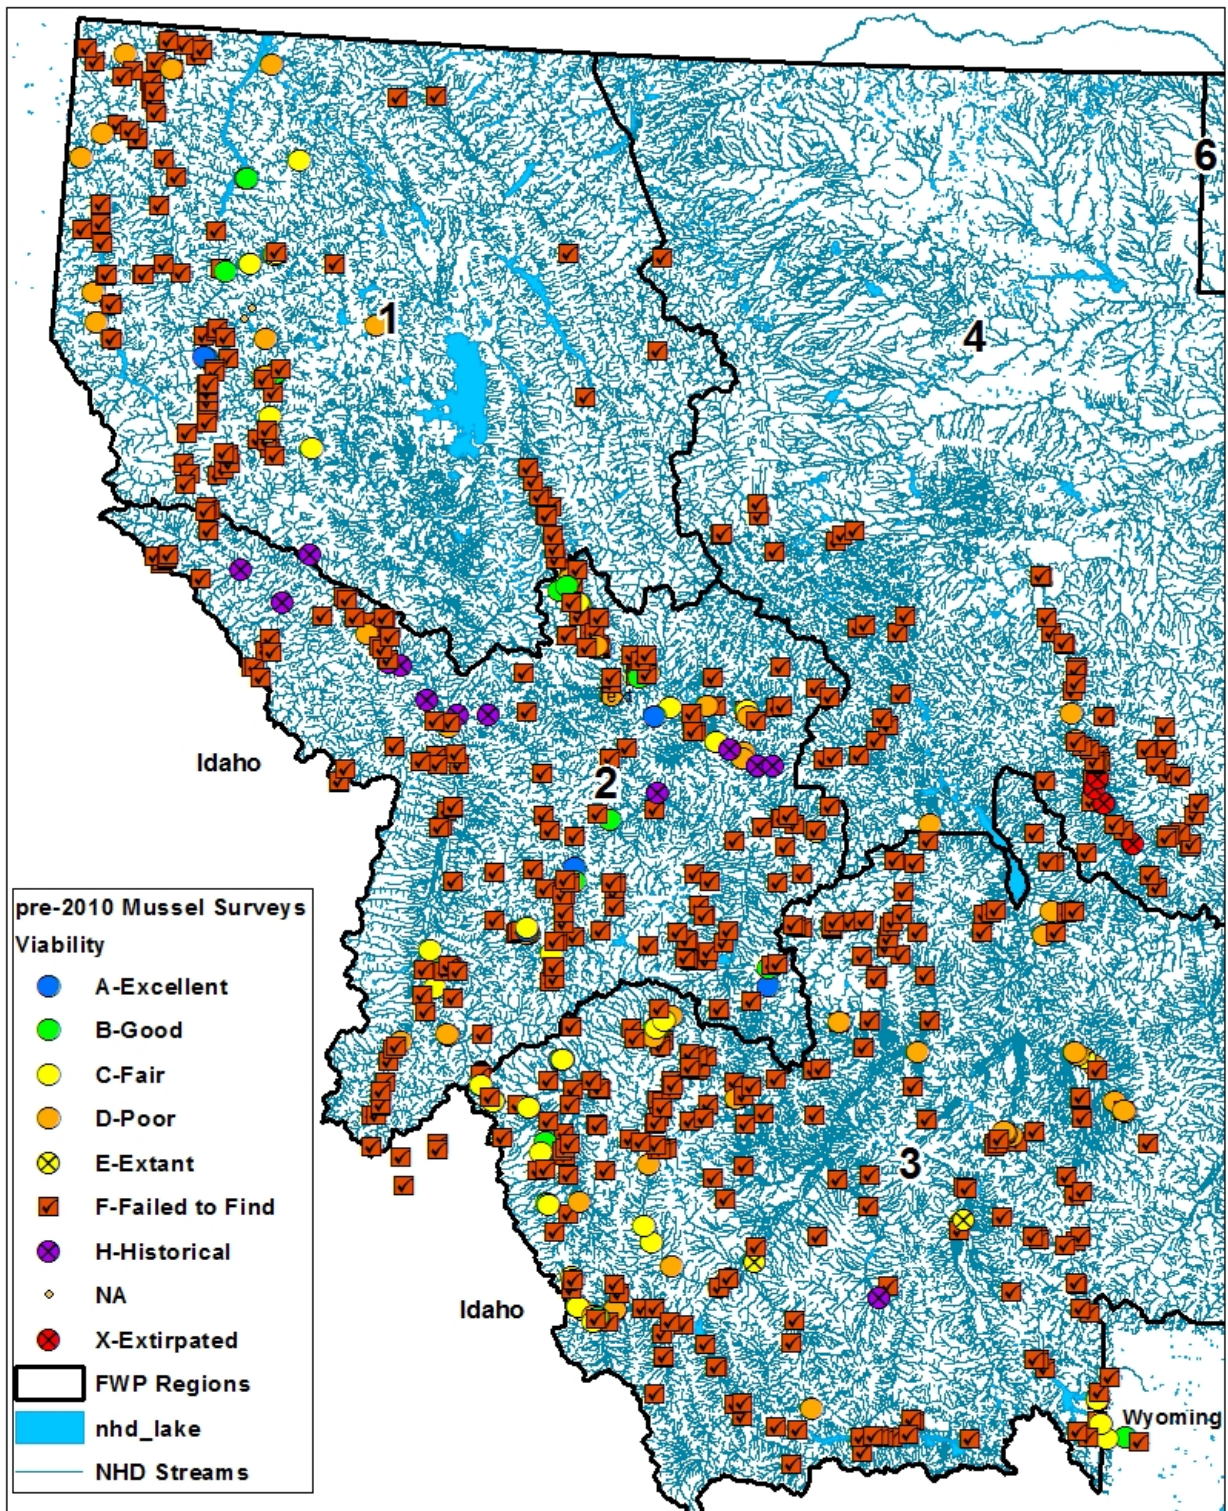 6
1
4
Idaho
2
pre-2010 Mussel Surveys
Viability
A-Excellent
B-Good
C-Fair
D-Poor
E-Extant
F-Failed to Find
H-Historical
NA
X-Extirpated
FWP Regions
nhd_lake
NHD Streams
3
Idaho
Wyoming